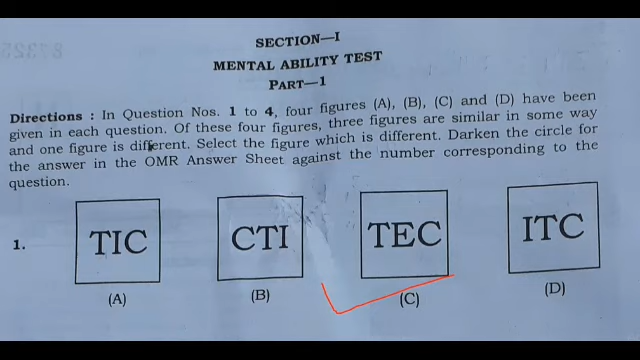 SECTION—I
MENTAL ABILITY TEST
PART—1
Directions : In Question Nos. 1 to 4, four figures (A), (B), (C) and (D) have been
given in each question. Of these four figures, three figures are similar in some way
and one figure is different. Select the figure which is different. Darken the circle for
the answer in the OMR Answer Sheet against the number corresponding to the
question.
1. TIC CTI TEC ITC
(A) (B) (C) (D)